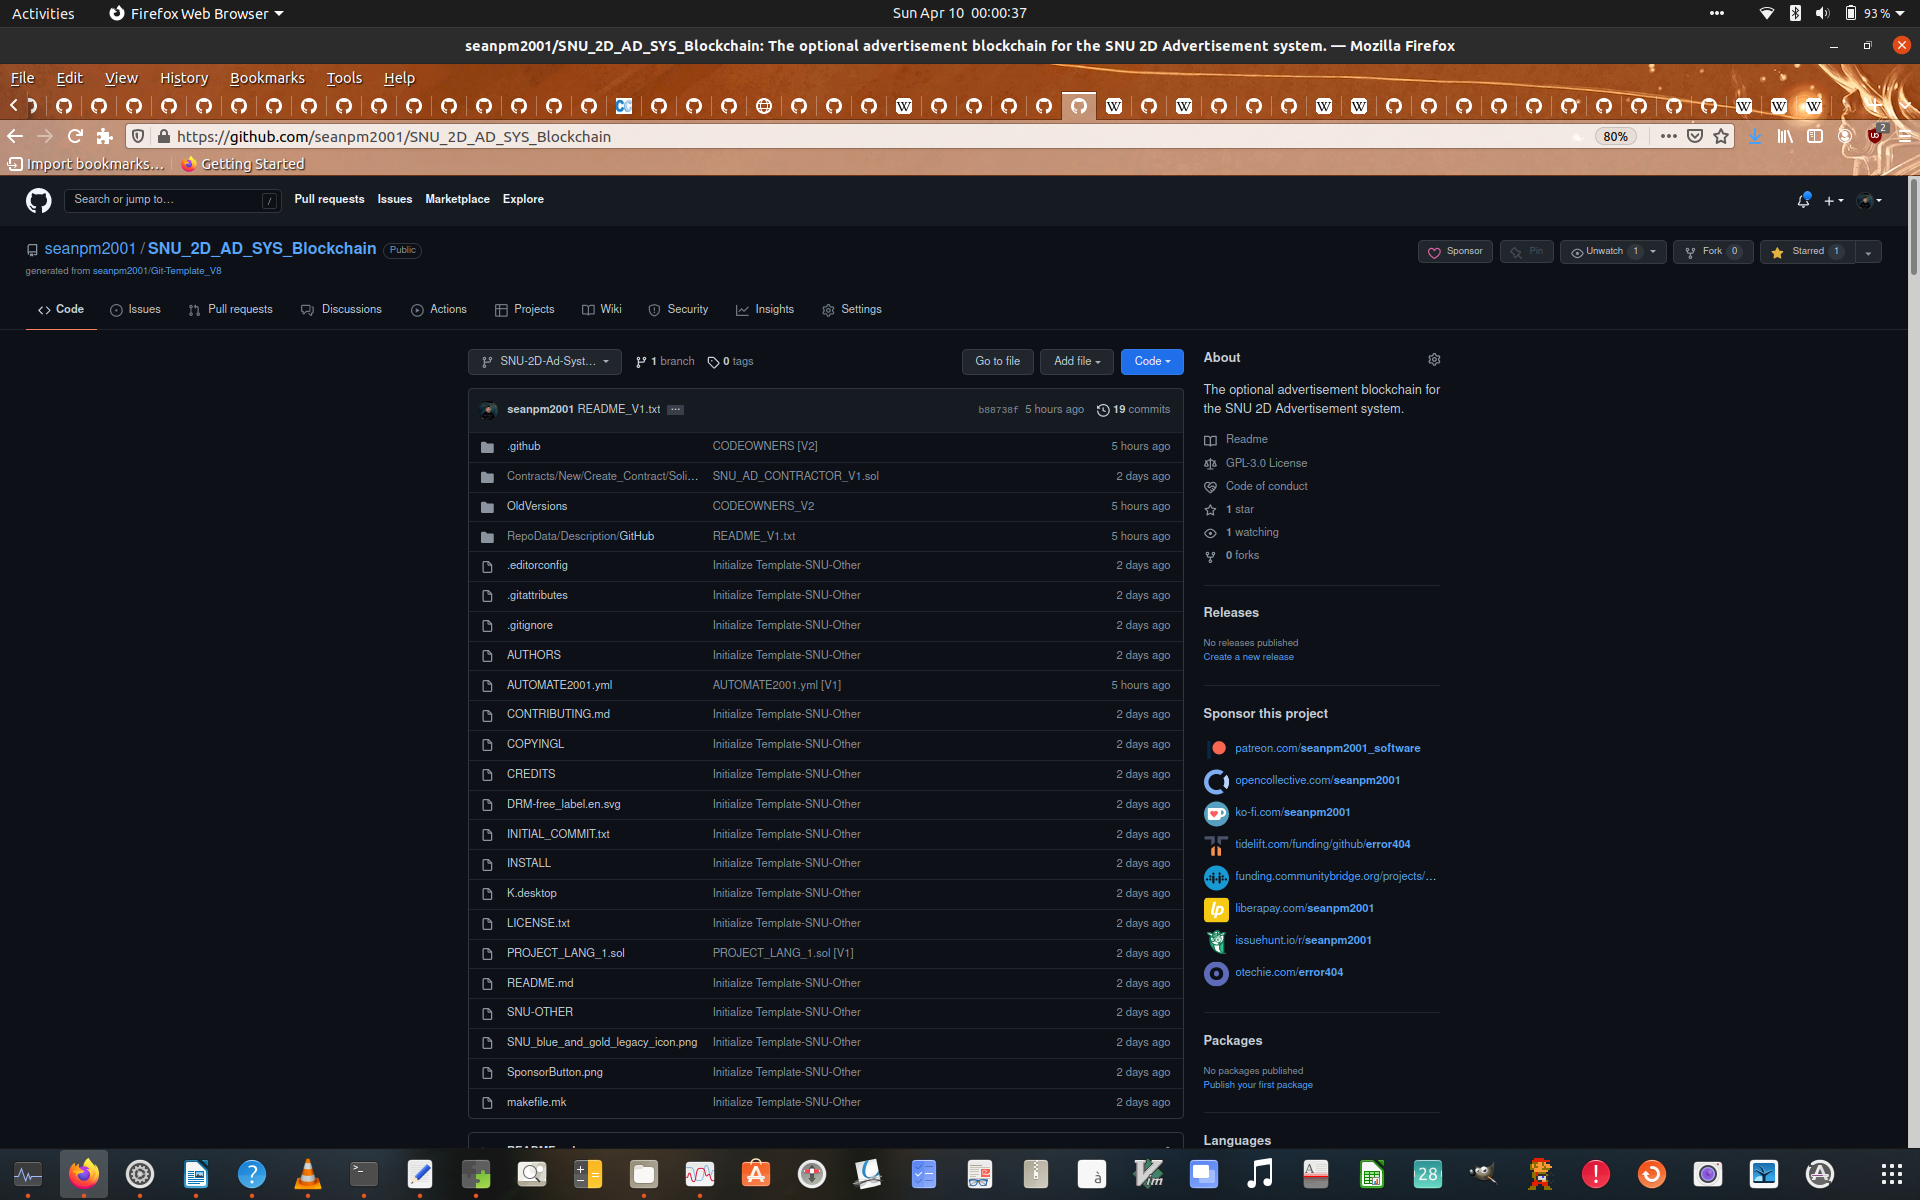 Activities Firefox Web Browser Sun Apr 10 00:00:37 93 %
seanpm2001/SNU_2D_AD_SYS_Blockchain: The optional advertisement blockchain for the SNU 2D Advertisement system. — Mozilla Firefox
File Edit View History Bookmarks Tools Help
https://github.com/seanpm2001/SNU_2D_AD_SYS_Blockchain 80% 2
Import bookmarks… Getting Started
Search or jump to… / Pull requests Issues Marketplace Explore
seanpm2001 / SNU_2D_AD_SYS_Blockchain Public Sponsor Pin Unwatch 1 Fork 0 Starred 1
generated from seanpm2001/Git-Template_V8
Code Issues Pull requests Discussions Actions Projects Wiki Security Insights Settings
SNU-2D-Ad-Syst… 1 branch 0 tags Go to file Add file Code
seanpm2001 README_V1.txt … b88738f 5 hours ago 19 commits
.github CODEOWNERS [V2] 5 hours ago
Contracts/New/Create_Contract/Soli… SNU_AD_CONTRACTOR_V1.sol 2 days ago
OldVersions CODEOWNERS_V2 5 hours ago
RepoData/Description/GitHub README_V1.txt 5 hours ago
.editorconfig Initialize Template-SNU-Other 2 days ago
.gitattributes Initialize Template-SNU-Other 2 days ago
.gitignore Initialize Template-SNU-Other 2 days ago
AUTHORS Initialize Template-SNU-Other 2 days ago
AUTOMATE2001.yml AUTOMATE2001.yml [V1] 5 hours ago
CONTRIBUTING.md Initialize Template-SNU-Other 2 days ago
COPYINGL Initialize Template-SNU-Other 2 days ago
CREDITS Initialize Template-SNU-Other 2 days ago
DRM-free_label.en.svg Initialize Template-SNU-Other 2 days ago
INITIAL_COMMIT.txt Initialize Template-SNU-Other 2 days ago
INSTALL Initialize Template-SNU-Other 2 days ago
K.desktop Initialize Template-SNU-Other 2 days ago
LICENSE.txt Initialize Template-SNU-Other 2 days ago
PROJECT_LANG_1.sol PROJECT_LANG_1.sol [V1] 2 days ago
README.md Initialize Template-SNU-Other 2 days ago
SNU-OTHER Initialize Template-SNU-Other 2 days ago
SNU_blue_and_gold_legacy_icon.png Initialize Template-SNU-Other 2 days ago
SponsorButton.png Initialize Template-SNU-Other 2 days ago
makefile.mk Initialize Template-SNU-Other 2 days ago
About
The optional advertisement blockchain for
the SNU 2D Advertisement system.
Readme
GPL-3.0 License
Code of conduct
1 star
1 watching
0 forks
Releases
No releases published
Create a new release
Sponsor this project
patreon.com/seanpm2001_software
opencollective.com/seanpm2001
ko-fi.com/seanpm2001
tidelift.com/funding/github/error404
funding.communitybridge.org/projects/…
liberapay.com/seanpm2001
issuehunt.io/r/seanpm2001
otechie.com/error404
Packages
No packages published
Publish your first package
Languages
28